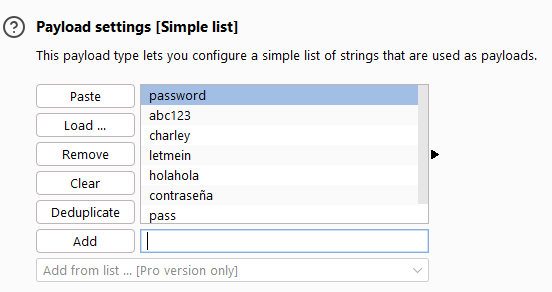 Payload settings [Simple list]
This payload type lets you configure a simple list of strings that are used as payloads.
Paste
Load ...
Remove
Clear
Deduplicate
Add
password
abc123
charley
letmein
holahola
contraseña
pass
Add from list ... [Pro version only]